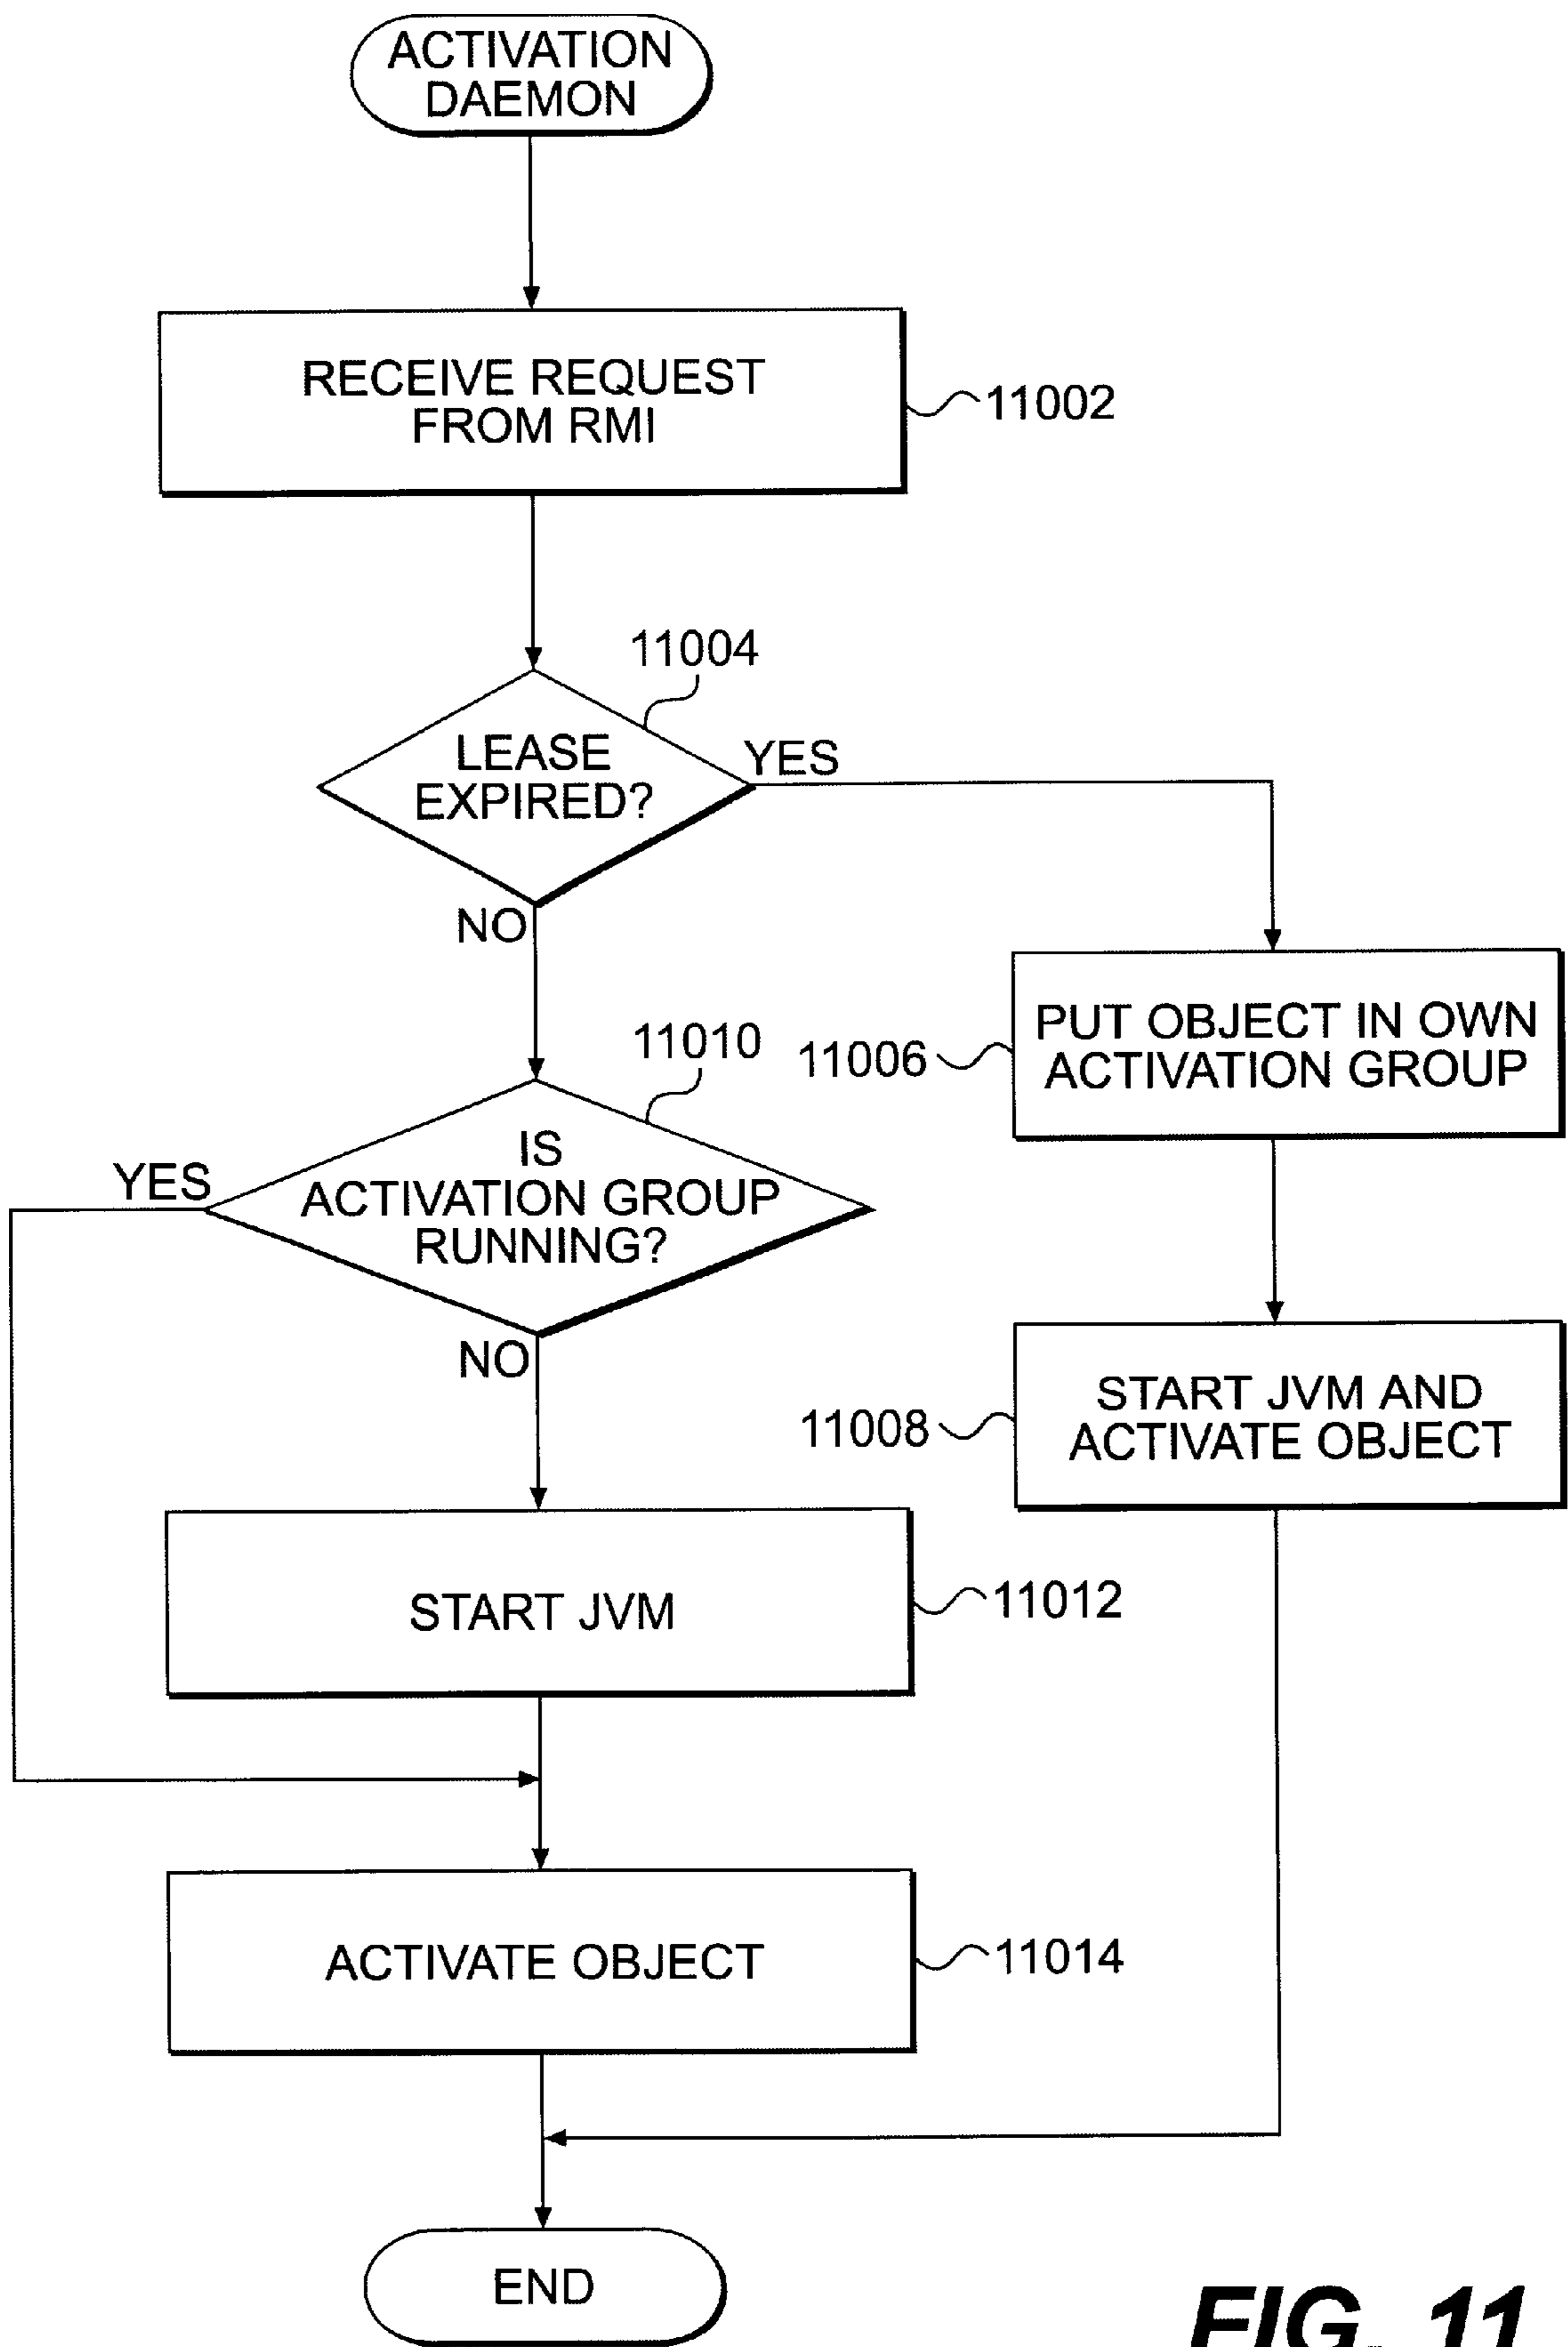 ACTIVATION
DAEMON
RECEIVE REQUEST
FROM RMI
11002
11004
LEASE
EXPIRED?
YES
NO
11010
11006
PUT OBJECT IN OWN
ACTIVATION GROUP
YES
IS
ACTIVATION GROUP
RUNNING?
NO
11008
START JVM AND
ACTIVATE OBJECT
START JVM
11012
ACTIVATE OBJECT
11014
END
FIG. 11